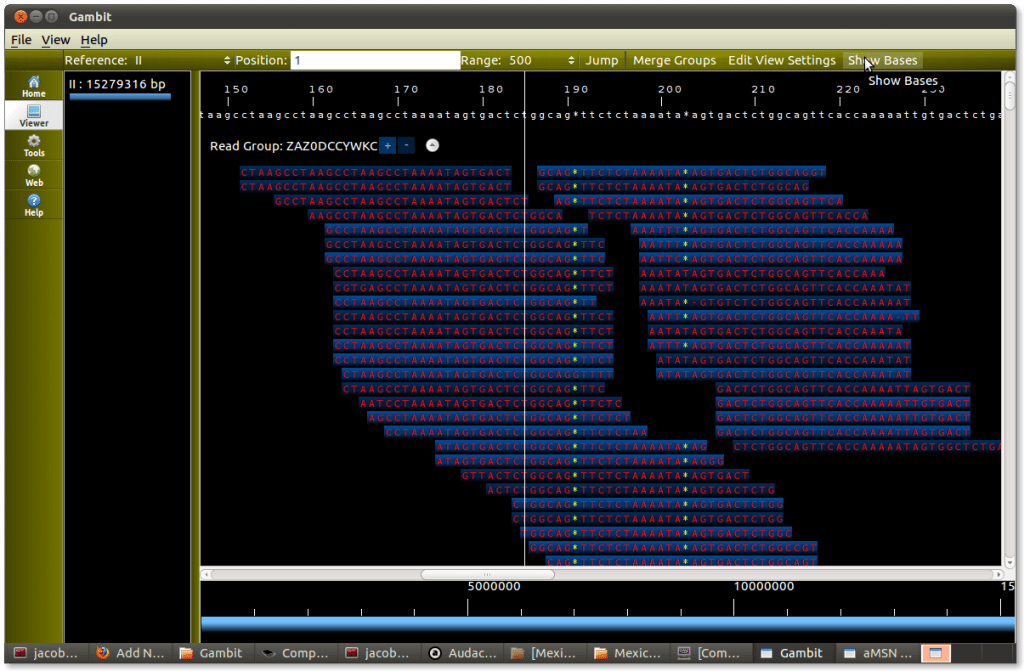 Gambit
File View Help
Reference: II Position: 1 Range: 500 Jump Merge Groups Edit View Settings Show Bases
Show Bases
Home
Viewer
Tools
Web
Help
II : 15279316 bp
150 160 170 180 190 200 210 220
taagcctaagcctaagcctaagcctaaaatagtgactctggcag*ttctctaaaata*agtgactctggcagttcaccaaaaattgtgactctga
Read Group: ZAZ0DCCYWKC + -
CTAAGCCTAAGCCTAAGCCTAAAATAGTGACT GCAG*TTCTCTAAAATA*AGTGACTCTGGCAGGT
CTAAGCCTAAGCCTAAGCCTAAAATAGTGACT GCAG*TTCTCTAAAATA*AGTGACTCTGGCAG
GCCTAAGCCTAAGCCTAAAATAGTGACTCT AG*TTCTCTAAAATA*AGTGACTCTGGCAGTTCA
AAGCCTAAGCCTAAAATAGTGACTCTGGCA TCTCTAAAATA*AGTGACTCTGGCAGTTCACCA
GCCTAAGCCTAAAATAGTGACTCTGGCAG*T AAATTT*AGTGACTCTGGCAGTTCACCAAAA
GCCTAAGCCTAAAATAGTGACTCTGGCAG*TTC AATTT*AGTGACTCTGGCAGTTCACCAAAAA
GCCTAAGCCTAAAATAGTGACTCTGGCAG*TTC AATTC*AGTGACTCTGGCAGTTCACCAAAAA
CCTAAGCCTAAAATAGTGACTCTGGCAG*TTCT AAATATAGTGACTCTGGCAGTTCACCAAA
CGTGAGCCTAAAATAGTGACTCTGGCAG*TTCT AAATATAGTGACTCTGGCAGTTCACCAAAATAT
CCTAAGCCTAAAATAGTGACTCTGGCAG*TT AAATA*-GTGTCTCTGGCAGTTCACCAAAAAT
CCTAAGCCTAAAATAGTGACTCTGGCAG*TTCT AATT*AGTGACTCTGGCAGTTCACCAAAA-TT
CCTAAGCCTAAAATAGTGACTCTGGCAG*TTCT AATATAGTGACTCTGGCAGTTCACCAAAATA
CCTAAGCCTAAAATAGTGACTCTGGCAG*TTCT ATTT*AGTGACTCTGGCAGTTCACCAAAAAT
CCTAAGCCTAAAATAGTGACTCTGGCAG*TTCT ATATAGTGACTCTGGCAGTTCACCAAAATAT
CTAAGCCTAAAATAGTGACTCTGGCAGGTTTT ATATAGTGACTCTGGCAGTTCACCAAAAAT
CTAAGCCTAAAATAGTGACTCTGGCAG*TTC GACTCTGGCAGTTCACCAAAAATTAGTGACT
AATCCTAAAATAGTGACTCTGGCAG*TTCTC GACTCTGGCAGTTCACCAAAAATTGTGACT
AGCCTAAAATAGTGACTCTGGCAG*TTCTCT GACTCTGGCAGTTCACCAAAAATTGTGACT
CCTAAAATAGTGACTCTGGCAG*TTCTCTAA GACTCTGGCAGTTCACCAAAAATTAGTGACT
ATAGTGACTCTGGCAG*TTCTCTAAAATA*AG CTCTGGCAGTTCACCAAAAATAGTGGCTCTGA
ATAGTGACTCTGGCAG*TTCTCTAAAATA*AGGG
GTTACTCTGGCAG*TTCTCTAAAATA*AGTGACT
ACTCTGGCAG*TTCTCTAAAATA*AGTGACTCTG
CTGGCAG*TTCTCTAAAATA*AGTGACTCTGG
CTGGCAG*TTCTCTAAAATA*AGTGACTCTGG
TGGCAG*TTCTCTAAAATA*AGTGACTCTGGC
GGCAG*TTCTCTAAAATA*AGTGACTCTGGCCGT
CAG*TTCTCTAAAATA*AGTGACTCTGGCAGT
5000000 10000000 15
jacob... Add N... Gambit Comp... jacob... Audac... [Mexi... Mexic... [Com... Gambit aMSN ...